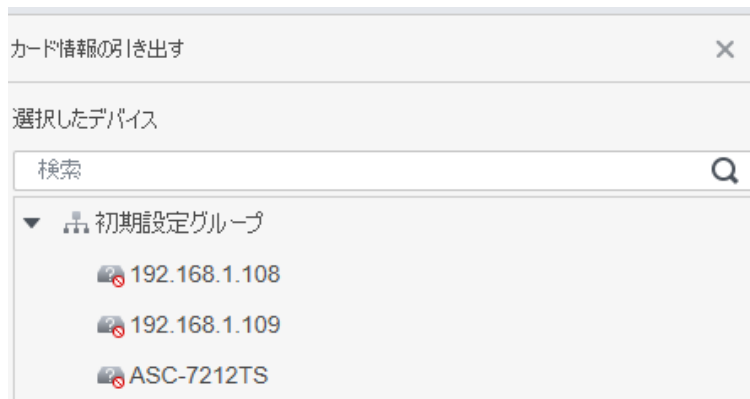 カード情報の引き出す
選択したデバイス
検索
初期設定グループ
192.168.1.108
192.168.1.109
ASC-7212TS